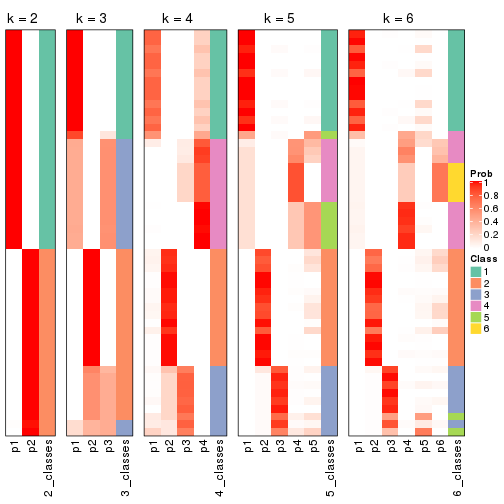 k = 2
k = 3
k = 4
k = 5
k = 6
Prob
1
0.8
0.6
0.4
0.2
0
Class
1
2
3
4
5
6
p1
p2
2_classes
p1
p2
p3
3_classes
p1
p2
p3
p4
4_classes
p1
p2
p3
p4
p5
5_classes
p1
p2
p3
p4
p5
p6
6_classes